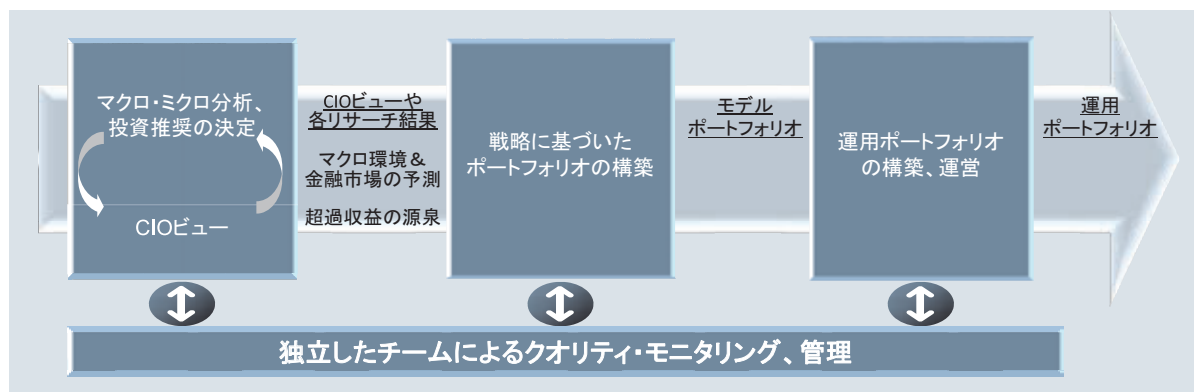 マクロ・ミクロ分析、
投資推奨の決定
CIOビュー
CIOビューや
各リサーチ結果
マクロ環境&
金融市場の予測
超過収益の源泉
戦略に基づいた
ポートフォリオの構築
モデル
ポートフォリオ
運用ポートフォリオ
の構築、運営
運用
ポートフォリオ
独立したチームによるクオリティ・モニタリング、管理